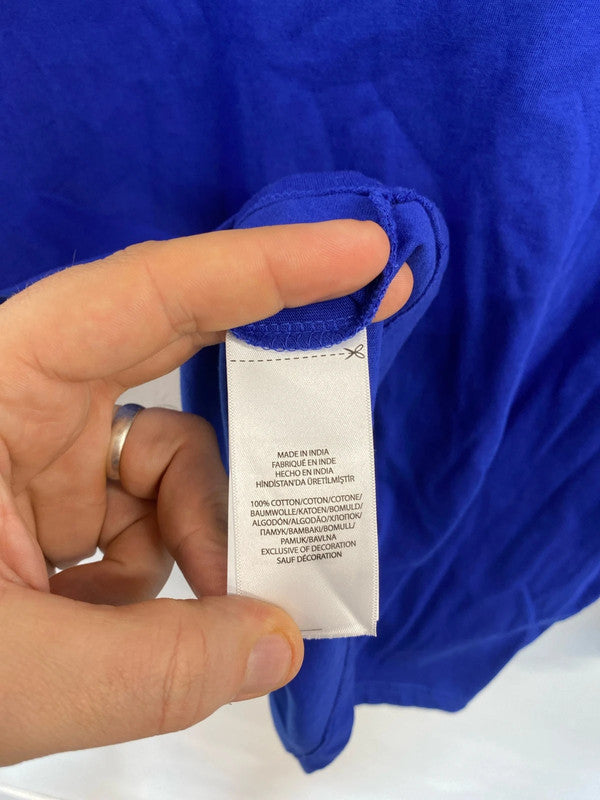 MADE IN INDIA
FABRIQUÉ EN INDE
HECHO EN INDIA
HİNDİSTAN'DA ÜRETİLMİŞTİR
100% COTTON/COTON/COTONE/
BAUMWOLLE/KATOEN/BOMULD/
ALGODÓN/ALGODÃO/ХЛОПОК/
ПАМУК/BAMBAKI/BOMULL/
PAMUK/BAVLNA
EXCLUSIVE OF DECORATION
SAUF DÉCORATION